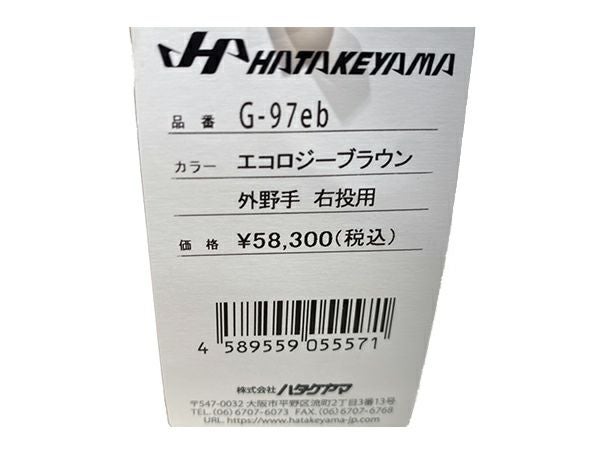 HATAKEYAMA
品番 G-97eb
カラー エコロジーブラウン
外野手 右投用
価格 ¥58,300(税込)
4 589559 055571
株式会社 ハタケヤマ
〒547-0032 大阪市平野区流町2丁目3番13号
TEL.(06)6707-6073 FAX.(06)6707-6768
URL. https://www.hatakeyama-jp.com